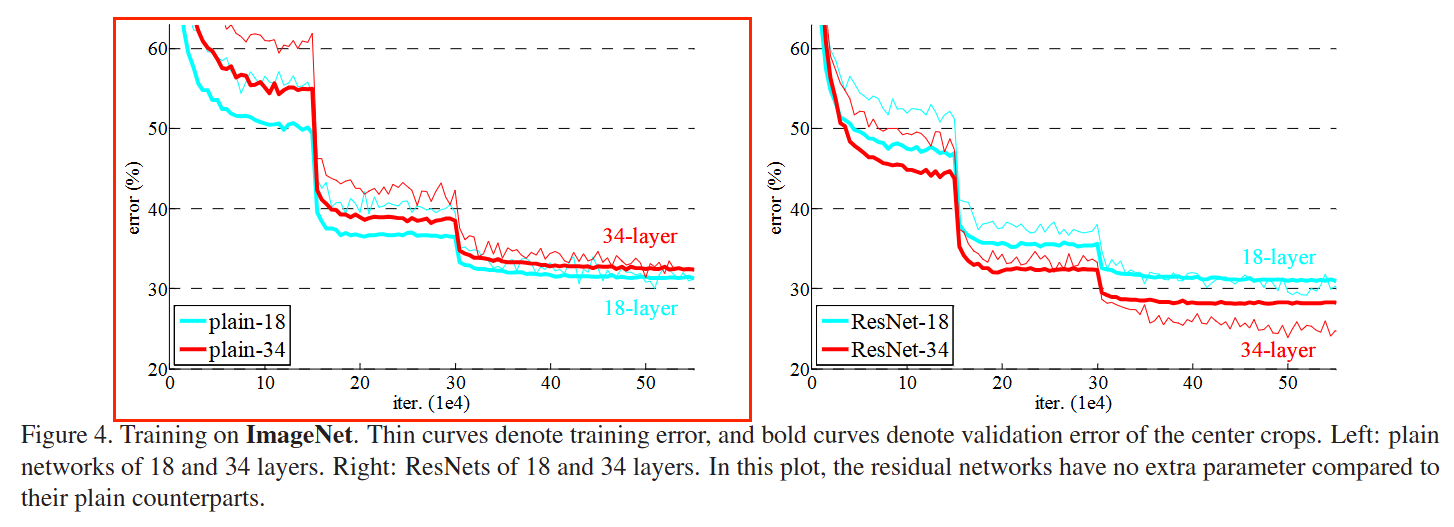 60
50
40
30
20
error (%)
34-layer
18-layer
plain-18
plain-34
0 10 20 30 40 50
iter. (1e4)
60
50
40
30
20
error (%)
18-layer
34-layer
ResNet-18
ResNet-34
0 10 20 30 40 50
iter. (1e4)
Figure 4. Training on ImageNet. Thin curves denote training error, and bold curves denote validation error of the center crops. Left: plain
networks of 18 and 34 layers. Right: ResNets of 18 and 34 layers. In this plot, the residual networks have no extra parameter compared to
their plain counterparts.